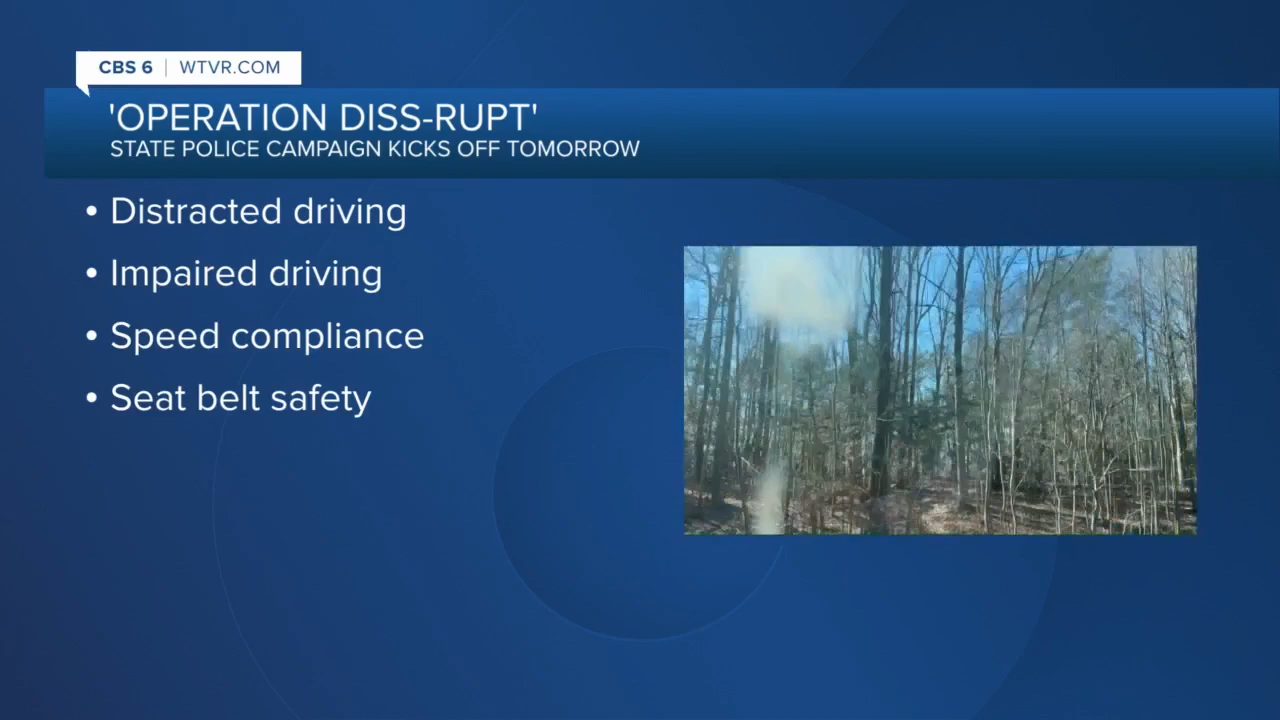 CBS 6 | WTVR.COM
'OPERATION DISS-RUPT'
STATE POLICE CAMPAIGN KICKS OFF TOMORROW
• Distracted driving
• Impaired driving
• Speed compliance
• Seat belt safety